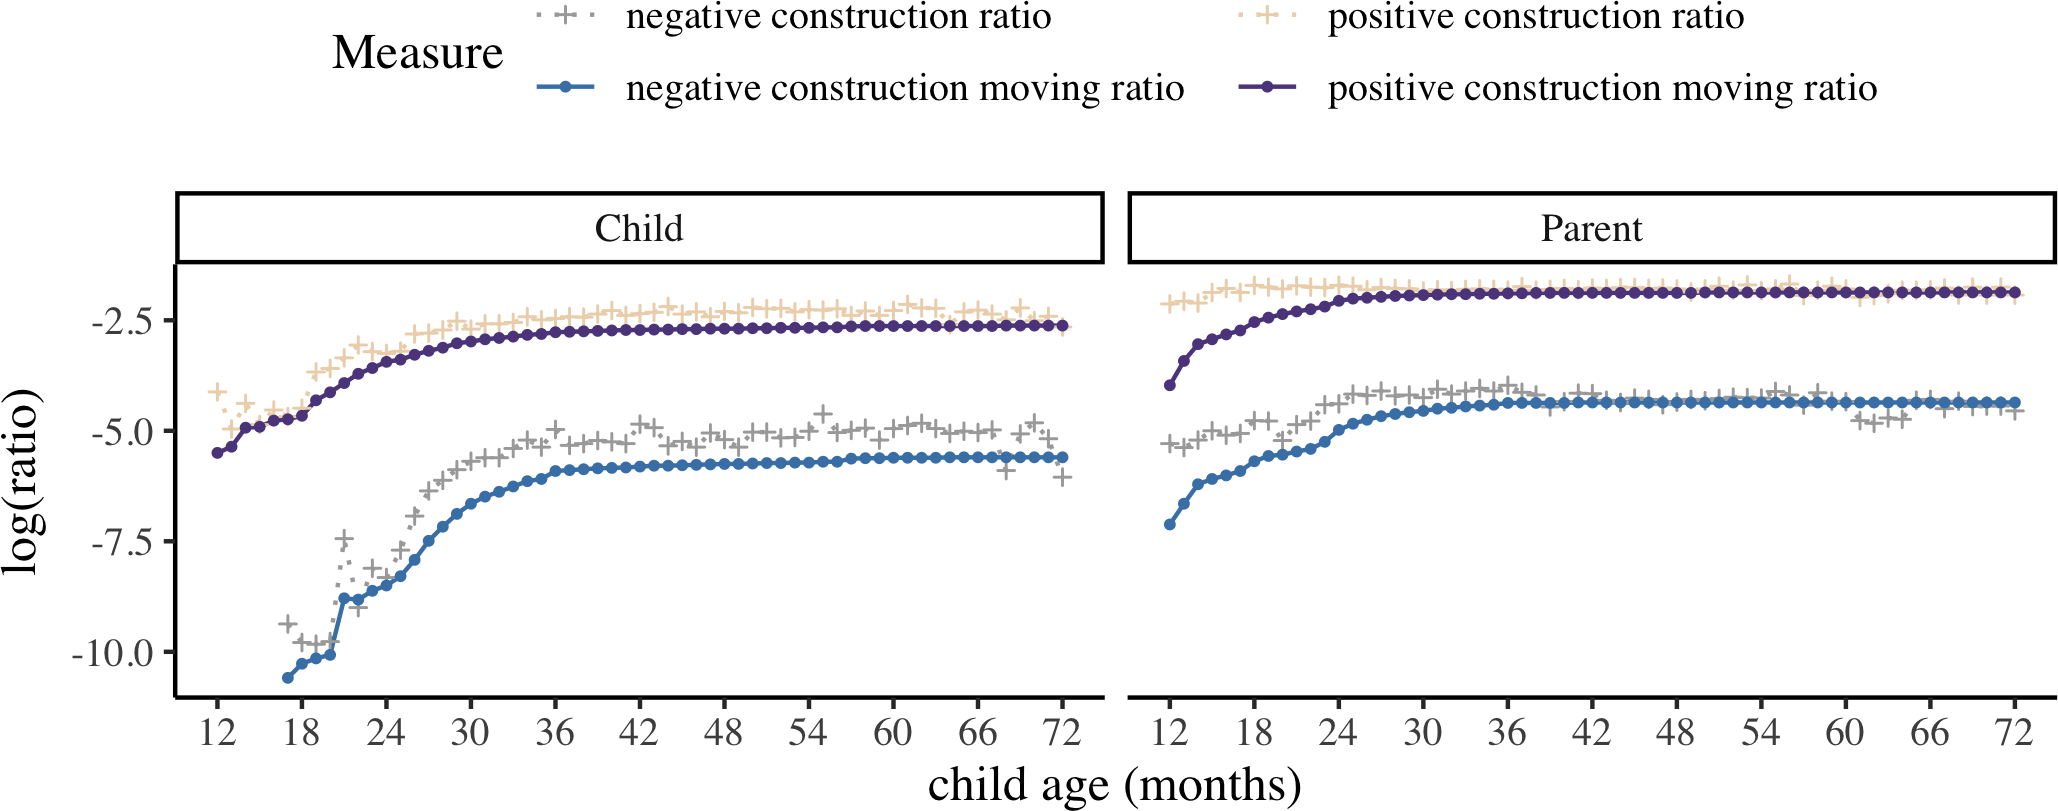 negative construction ratio
positive construction ratio
Measure
negative construction moving ratio
positive construction moving ratio
Child
Parent
-2.5
-5.0
-7.5
-10.0
log(ratio)
12 18 24 30 36 42 48 54 60 66 72
12 18 24 30 36 42 48 54 60 66 72
child age (months)